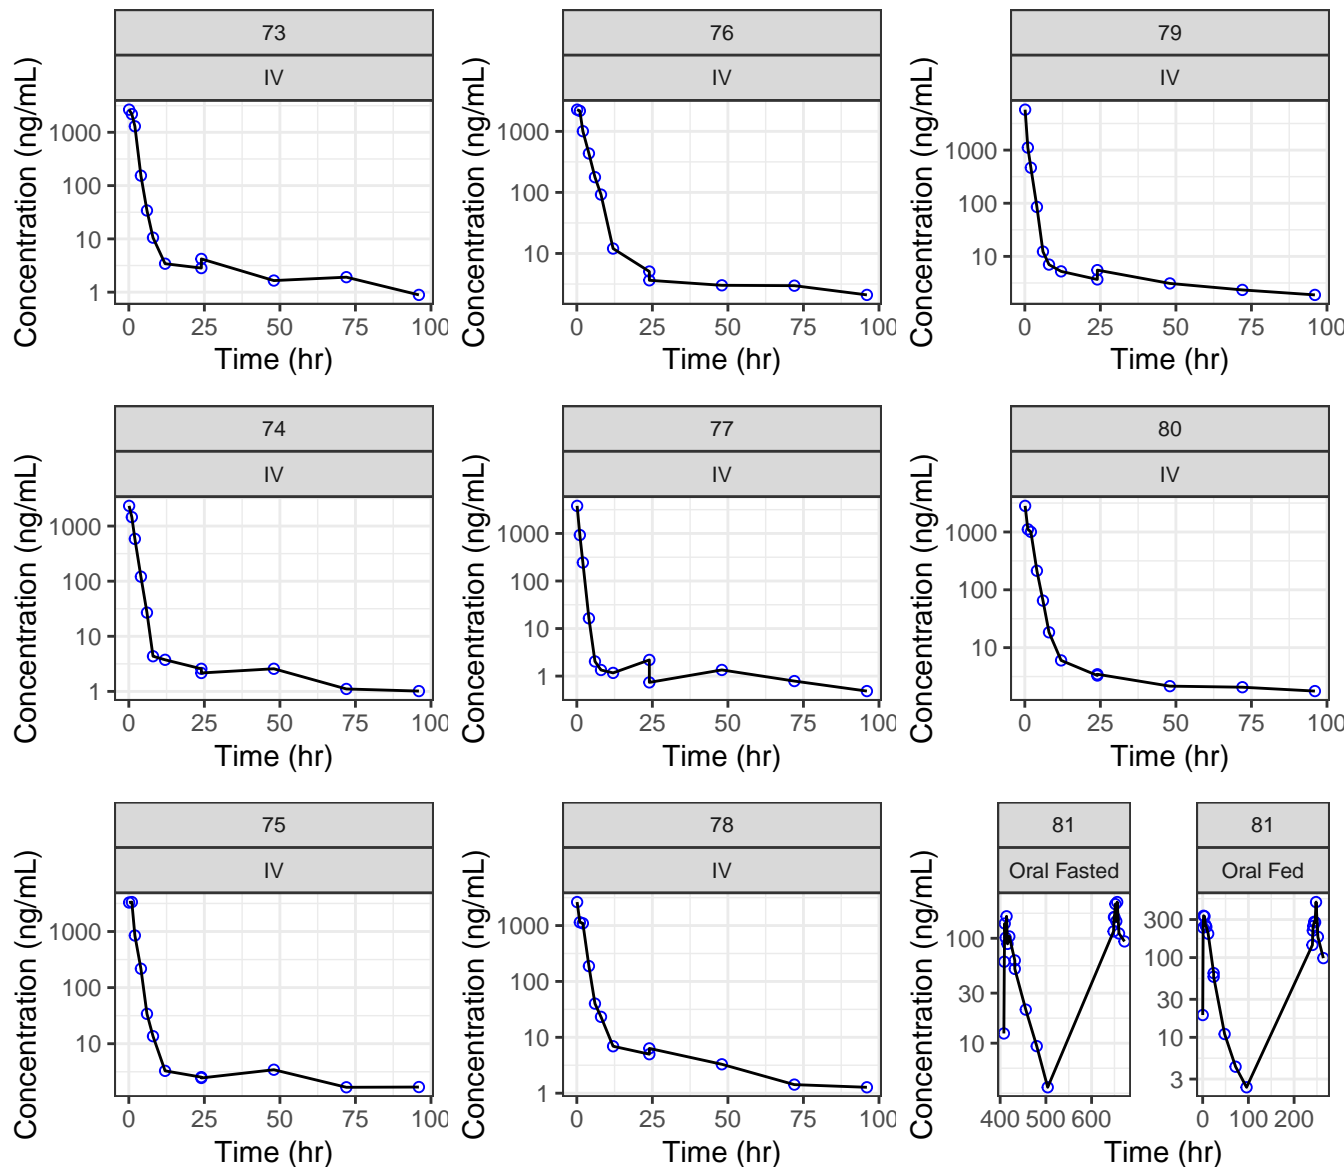 73
IV
Concentration (ng/mL)
1000
100
10
1
0 25 50 75 100
Time (hr)
76
IV
Concentration (ng/mL)
1000
100
10
0 25 50 75 100
Time (hr)
79
IV
Concentration (ng/mL)
1000
100
10
0 25 50 75 100
Time (hr)
74
IV
Concentration (ng/mL)
1000
100
10
1
0 25 50 75 100
Time (hr)
77
IV
Concentration (ng/mL)
1000
100
10
1
0 25 50 75 100
Time (hr)
80
IV
Concentration (ng/mL)
1000
100
10
0 25 50 75 100
Time (hr)
75
IV
Concentration (ng/mL)
1000
100
10
0 25 50 75 100
Time (hr)
78
IV
Concentration (ng/mL)
1000
100
10
1
0 25 50 75 100
Time (hr)
81
Oral Fasted
81
Oral Fed
Concentration (ng/mL)
100
30
10
400 500 600
300
100
30
10
3
0 100 200
Time (hr)